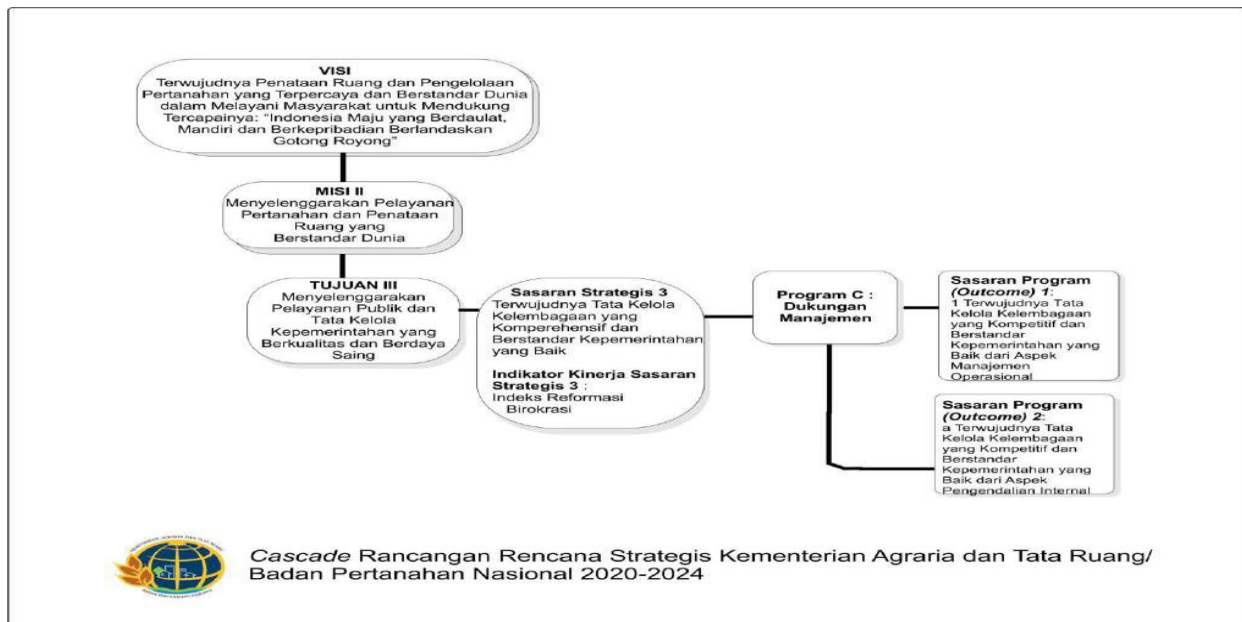 VISI
Terwujudnya Penataan Ruang dan Pengelolaan
Pertanahan yang Terpercaya dan Berstandar Dunia
dalam Melayani Masyarakat untuk Mendukung
Tercapainya: “Indonesia Maju yang Berdaulat,
Mandiri dan Berkepribadian Berlandaskan
Gotong Royong”
MISI II
Menyelenggarakan Pelayanan
Pertanahan dan Penataan
Ruang yang
Berstandar Dunia
TUJUAN III
Menyelenggarakan
Pelayanan Publik dan
Tata Kelola
Kepemerintahan yang
Berkualitas dan Berdaya
Saing
Sasaran Strategis 3
Terwujudnya Tata Kelola
Kelembagaan yang
Komperehensif dan
Berstandar Kepemerintahan
yang Baik
Indikator Kinerja Sasaran
Strategis 3 :
Indeks Reformasi
Birokrasi
Program C :
Dukungan
Manajemen
Sasaran Program
(Outcome) 1:
1 Terwujudnya Tata
Kelola Kelembagaan
yang Kompetitif dan
Berstandar
Kepemerintahan yang
Baik dari Aspek
Manajemen
Operasional
Sasaran Program
(Outcome) 2:
a Terwujudnya Tata
Kelola Kelembagaan
yang Kompetitif dan
Berstandar
Kepemerintahan yang
Baik dari Aspek
Pengendalian Internal
Cascade Rancangan Rencana Strategis Kementerian Agraria dan Tata Ruang/
Badan Pertanahan Nasional 2020-2024